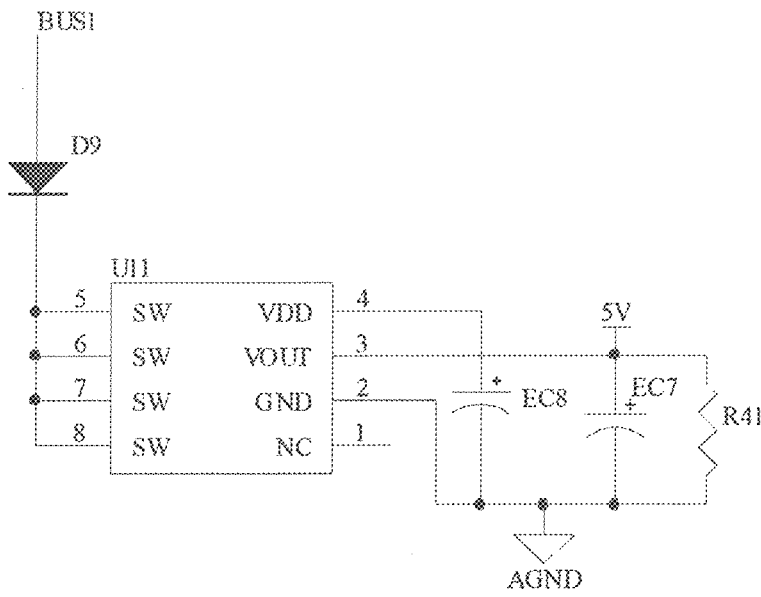 BUS1
D9
U11
5 SW VDD 4
6 SW VOUT 3
7 SW GND 2
8 SW NC 1
5V
+ EC8
+ EC7
R41
AGND